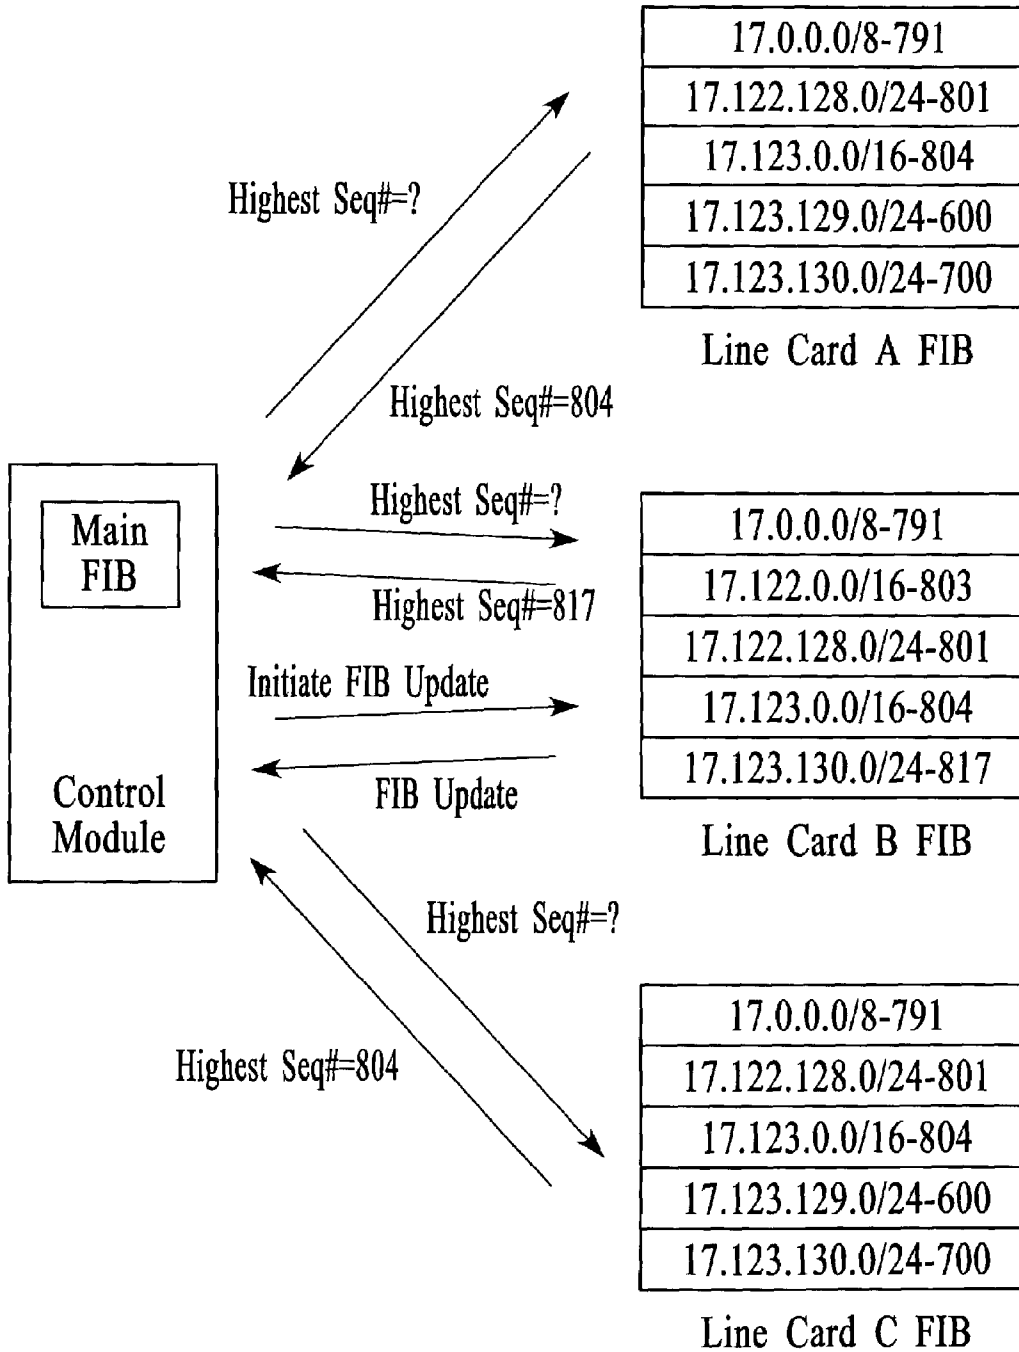 17.0.0.0/8-791
17.122.128.0/24-801
17.123.0.0/16-804
17.123.129.0/24-600
17.123.130.0/24-700
Line Card A FIB
Highest Seq#=?
Highest Seq#=804
Main
FIB
Control
Module
Highest Seq#=?
Highest Seq#=817
Initiate FIB Update
FIB Update
17.0.0.0/8-791
17.122.0.0/16-803
17.122.128.0/24-801
17.123.0.0/16-804
17.123.130.0/24-817
Line Card B FIB
Highest Seq#=?
Highest Seq#=804
17.0.0.0/8-791
17.122.128.0/24-801
17.123.0.0/16-804
17.123.129.0/24-600
17.123.130.0/24-700
Line Card C FIB